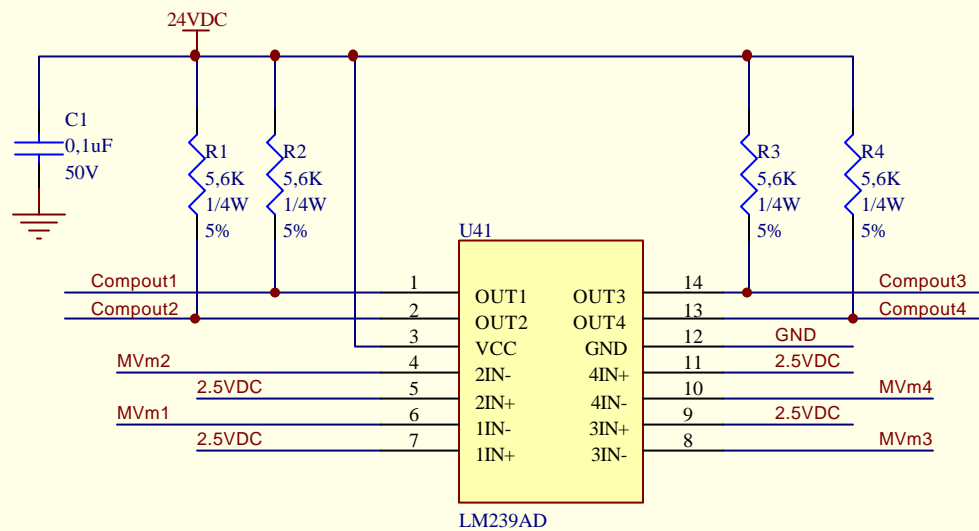 24VDC
C1
0,1uF
50V
R1
5,6K
1/4W
5%
R2
5,6K
1/4W
5%
R3
5,6K
1/4W
5%
R4
5,6K
1/4W
5%
U41
Compout1 1 OUT1 OUT3 14 Compout3
Compout2 2 OUT2 OUT4 13 Compout4
3 VCC GND 12 GND
MVm2 4 2IN- 4IN+ 11 2.5VDC
2.5VDC 5 2IN+ 4IN- 10 MVm4
MVm1 6 1IN- 3IN+ 9 2.5VDC
2.5VDC 7 1IN+ 3IN- 8 MVm3
LM239AD